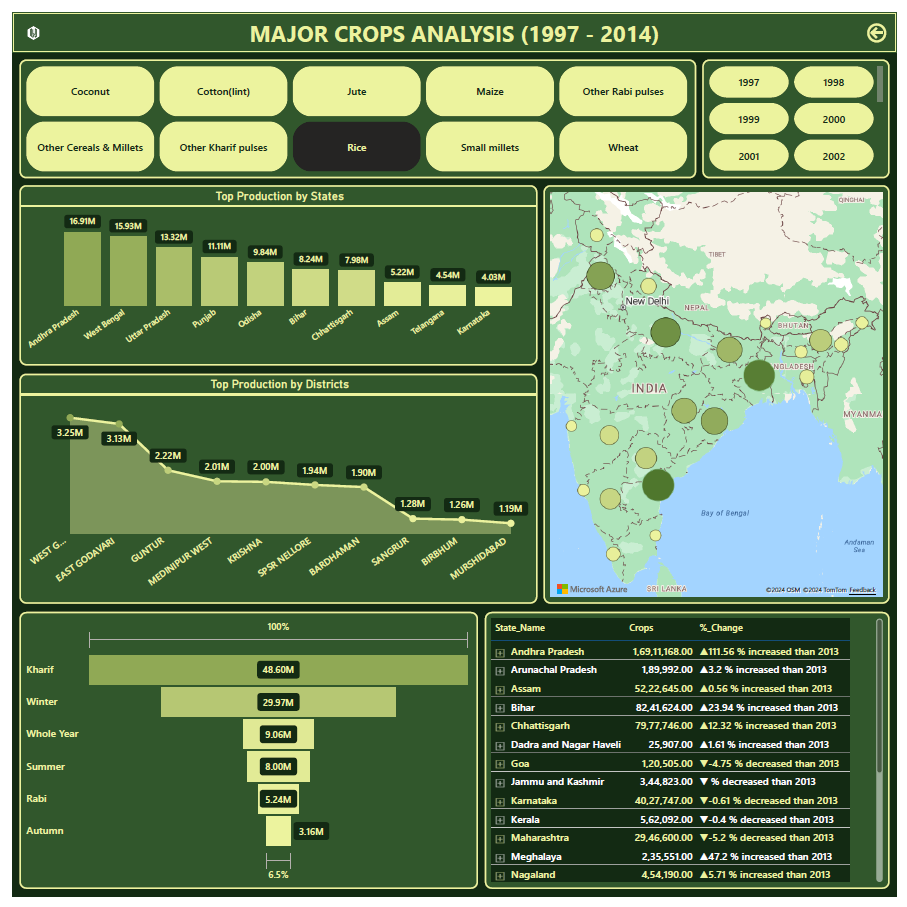 MAJOR CROPS ANALYSIS (1997 - 2014)
Coconut
Cotton(lint)
Jute
Maize
Other Rabi pulses
Other Cereals & Millets
Other Kharif pulses
Rice
Small millets
Wheat
1997
1998
1999
2000
2001
2002
Top Production by States
16.91M
15.93M
13.32M
11.11M
9.84M
8.24M
7.98M
5.22M
4.54M
4.03M
Andhra Pradesh
West Bengal
Uttar Pradesh
Punjab
Odisha
Bihar
Chhattisgarh
Assam
Telangana
Karnataka
Top Production by Districts
3.25M
3.13M
2.22M
2.01M
2.00M
1.94M
1.90M
1.28M
1.26M
1.19M
WEST G...
EAST GODAVARI
GUNTUR
MEDINIPUR WEST
KRISHNA
SPSR NELLORE
BARDHAMAN
SANGRUR
BIRBHUM
MURSHIDABAD
QINGHAI
TIBET
New Delhi
NEPAL
BHUTAN
INDIA
NGLADESH
MYANMA
Bay of Bengal
Andaman
Sea
SRI LANKA
Microsoft Azure
©2024 OSM ©2024 TomTom Feedback
100%
Kharif 48.60M
Winter 29.97M
Whole Year 9.06M
Summer 8.00M
Rabi 5.24M
Autumn 3.16M
6.5%
State_Name Crops %_Change
Andhra Pradesh 1,69,11,168.00 ▲111.56 % increased than 2013
Arunachal Pradesh 1,89,992.00 ▲3.2 % increased than 2013
Assam 52,22,645.00 ▲0.56 % increased than 2013
Bihar 82,41,624.00 ▲23.94 % increased than 2013
Chhattisgarh 79,77,746.00 ▲12.32 % increased than 2013
Dadra and Nagar Haveli 25,907.00 ▲1.61 % increased than 2013
Goa 1,20,505.00 ▼-4.75 % decreased than 2013
Jammu and Kashmir 3,44,823.00 ▼ % decreased than 2013
Karnataka 40,27,747.00 ▼-0.61 % decreased than 2013
Kerala 5,62,092.00 ▼-0.4 % decreased than 2013
Maharashtra 29,46,600.00 ▼-5.2 % decreased than 2013
Meghalaya 2,35,551.00 ▲47.2 % increased than 2013
Nagaland 4,54,190.00 ▲5.71 % increased than 2013